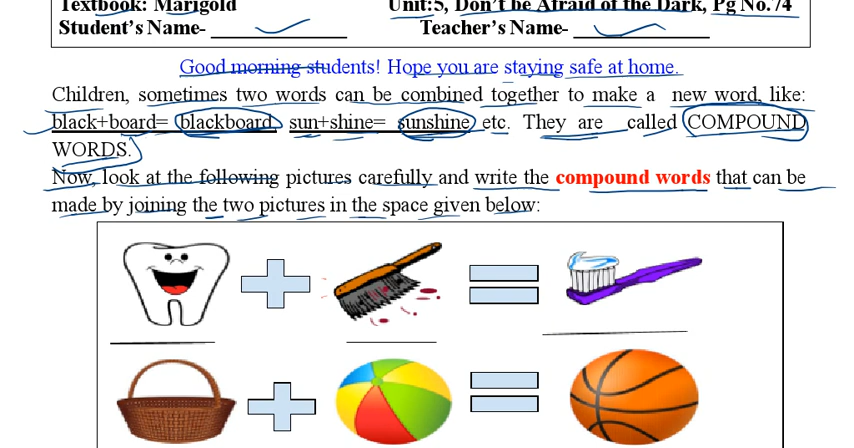 Textbook: Marigold Unit:5, Don't be Afraid of the Dark, Pg No.74
Student's Name- Teacher's Name-
Good morning students! Hope you are staying safe at home.
Children, sometimes two words can be combined together to make a new word, like:
black+board= blackboard, sun+shine= sunshine etc. They are called COMPOUND
WORDS.
Now, look at the following pictures carefully and write the compound words that can be
made by joining the two pictures in the space given below: